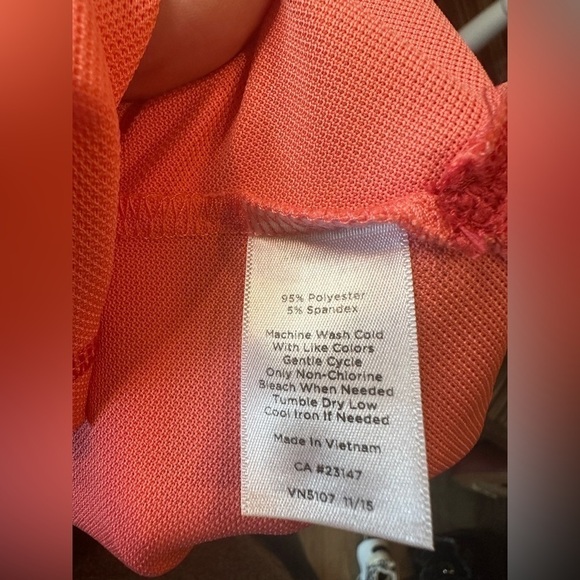 95% Polyester
5% Spandex
Machine Wash Cold
With Like Colors
Gentle Cycle
Only Non-Chlorine
Bleach When Needed
Tumble Dry Low
Cool Iron If Needed
Made In Vietnam
CA #23147
VN5107 11/15